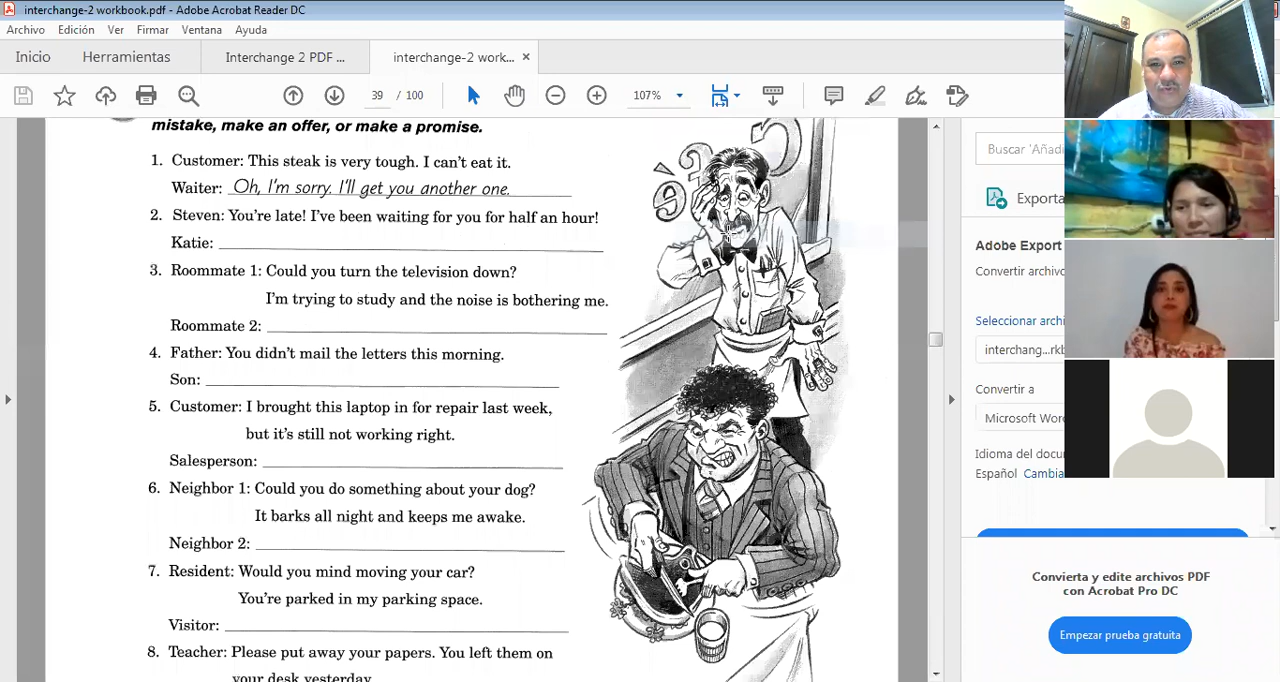 interchange-2 workbook.pdf - Adobe Acrobat Reader DC
Archivo Edición Ver Firmar Ventana Ayuda
Inicio Herramientas Interchange 2 PDF ... interchange-2 work... ×
39 / 100 107%
mistake, make an offer, or make a promise.
1. Customer: This steak is very tough. I can't eat it.
Waiter: Oh, I'm sorry. I'll get you another one.
2. Steven: You're late! I've been waiting for you for half an hour!
Katie:
3. Roommate 1: Could you turn the television down?
I'm trying to study and the noise is bothering me.
Roommate 2:
4. Father: You didn't mail the letters this morning.
Son:
5. Customer: I brought this laptop in for repair last week,
but it's still not working right.
Salesperson:
6. Neighbor 1: Could you do something about your dog?
It barks all night and keeps me awake.
Neighbor 2:
7. Resident: Would you mind moving your car?
You're parked in my parking space.
Visitor:
8. Teacher: Please put away your papers. You left them on
your desk yesterday.
Buscar 'Aña
Exporta
Adobe Export
Convertir archivo
Seleccionar archi
interchang...rkb
Convertir a
Microsoft Word
Idioma del docu
Español Cambia
Convierta y edite archivos PDF
con Acrobat Pro DC
Empezar prueba gratuita